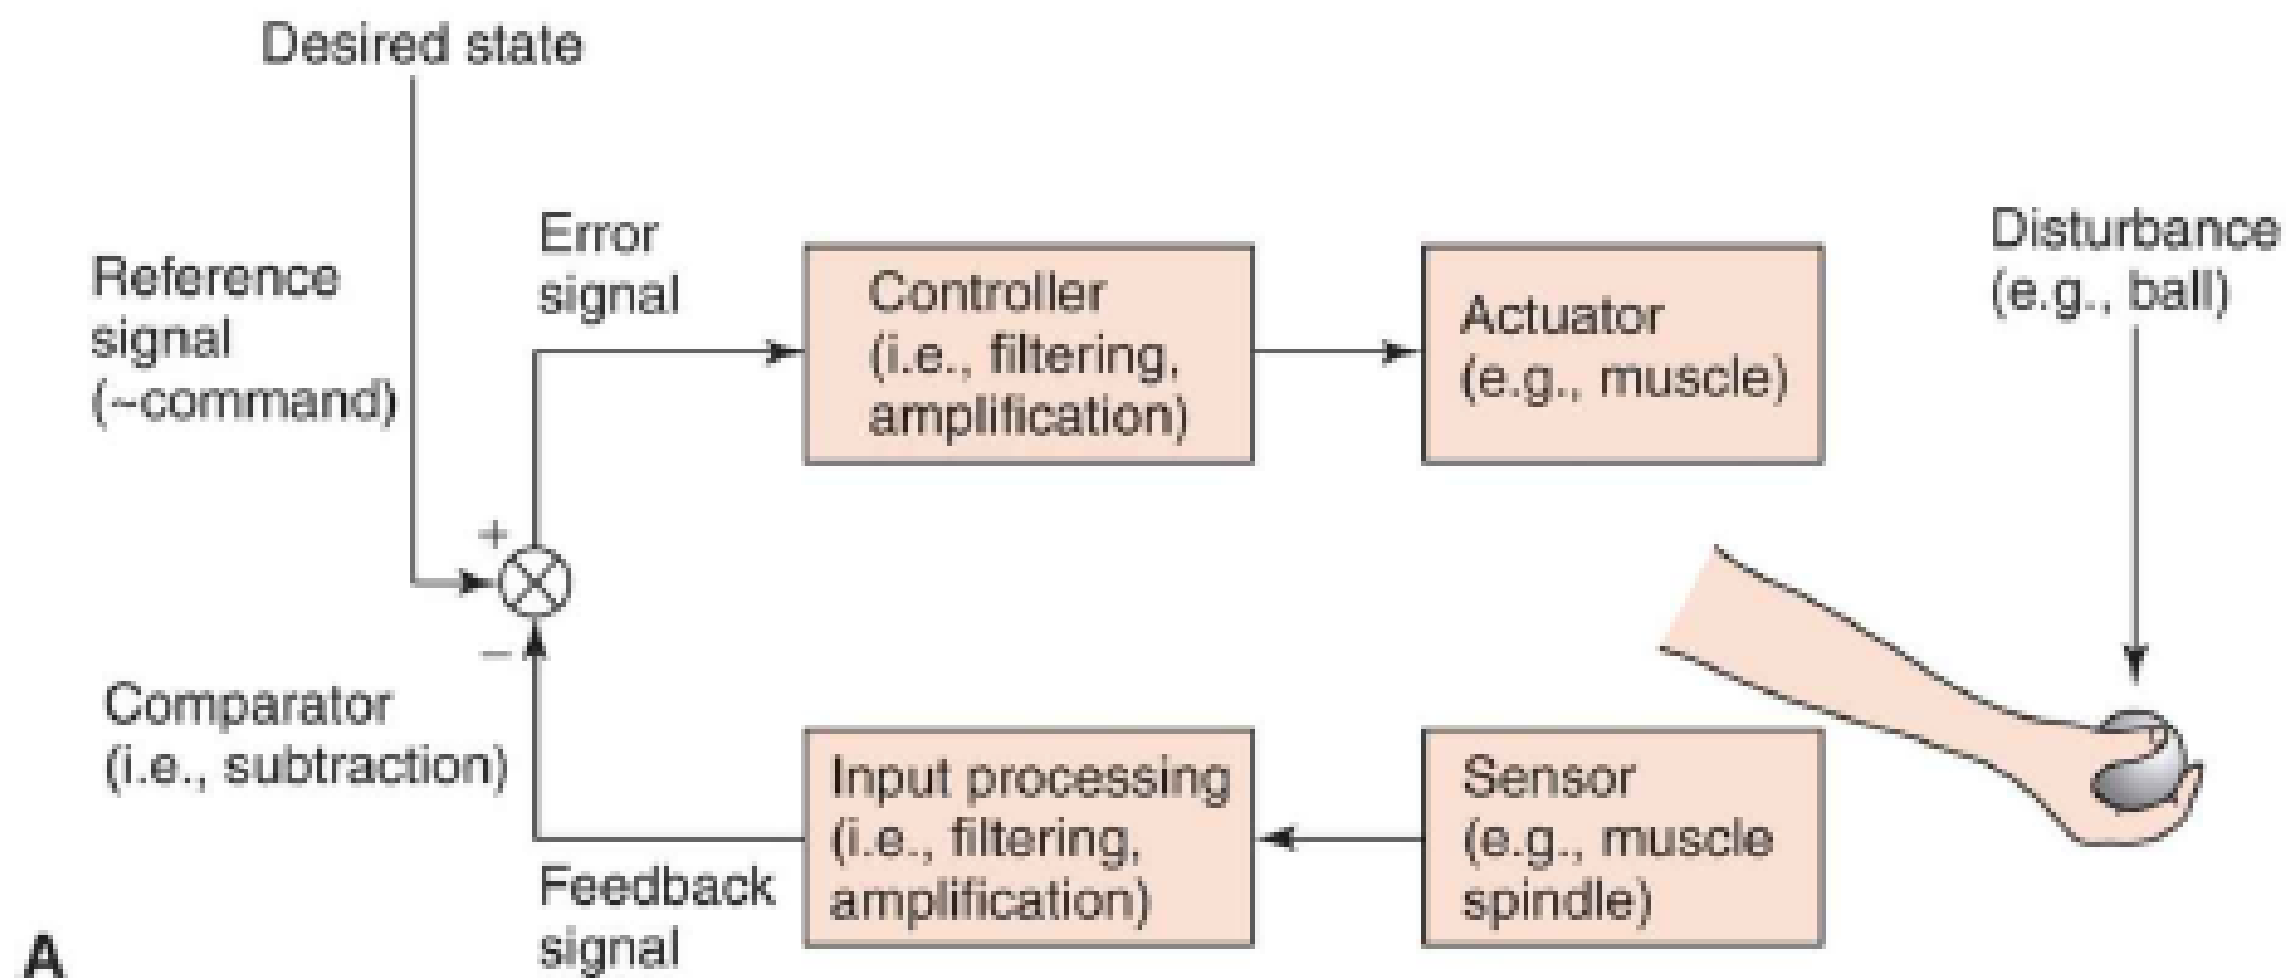 Desired state
Reference
signal
(~command)
Error
signal
Controller
(i.e., filtering,
amplification)
Actuator
(e.g., muscle)
Disturbance
(e.g., ball)
+
–
Comparator
(i.e., subtraction)
Feedback
signal
Input processing
(i.e., filtering,
amplification)
Sensor
(e.g., muscle
spindle)
A